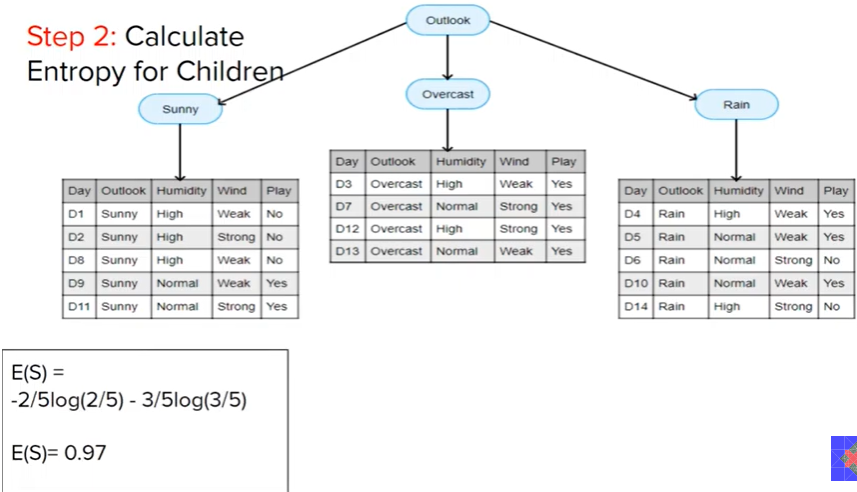 Step 2: Calculate
Entropy for Children
Outlook
Sunny
Overcast
Rain
Day Outlook Humidity Wind Play
D1 Sunny High Weak No
D2 Sunny High Strong No
D8 Sunny High Weak No
D9 Sunny Normal Weak Yes
D11 Sunny Normal Strong Yes
Day Outlook Humidity Wind Play
D3 Overcast High Weak Yes
D7 Overcast Normal Strong Yes
D12 Overcast High Strong Yes
D13 Overcast Normal Weak Yes
Day Outlook Humidity Wind Play
D4 Rain High Weak Yes
D5 Rain Normal Weak Yes
D6 Rain Normal Strong No
D10 Rain Normal Weak Yes
D14 Rain High Strong No
E(S) =
-2/5log(2/5) - 3/5log(3/5)
E(S)= 0.97